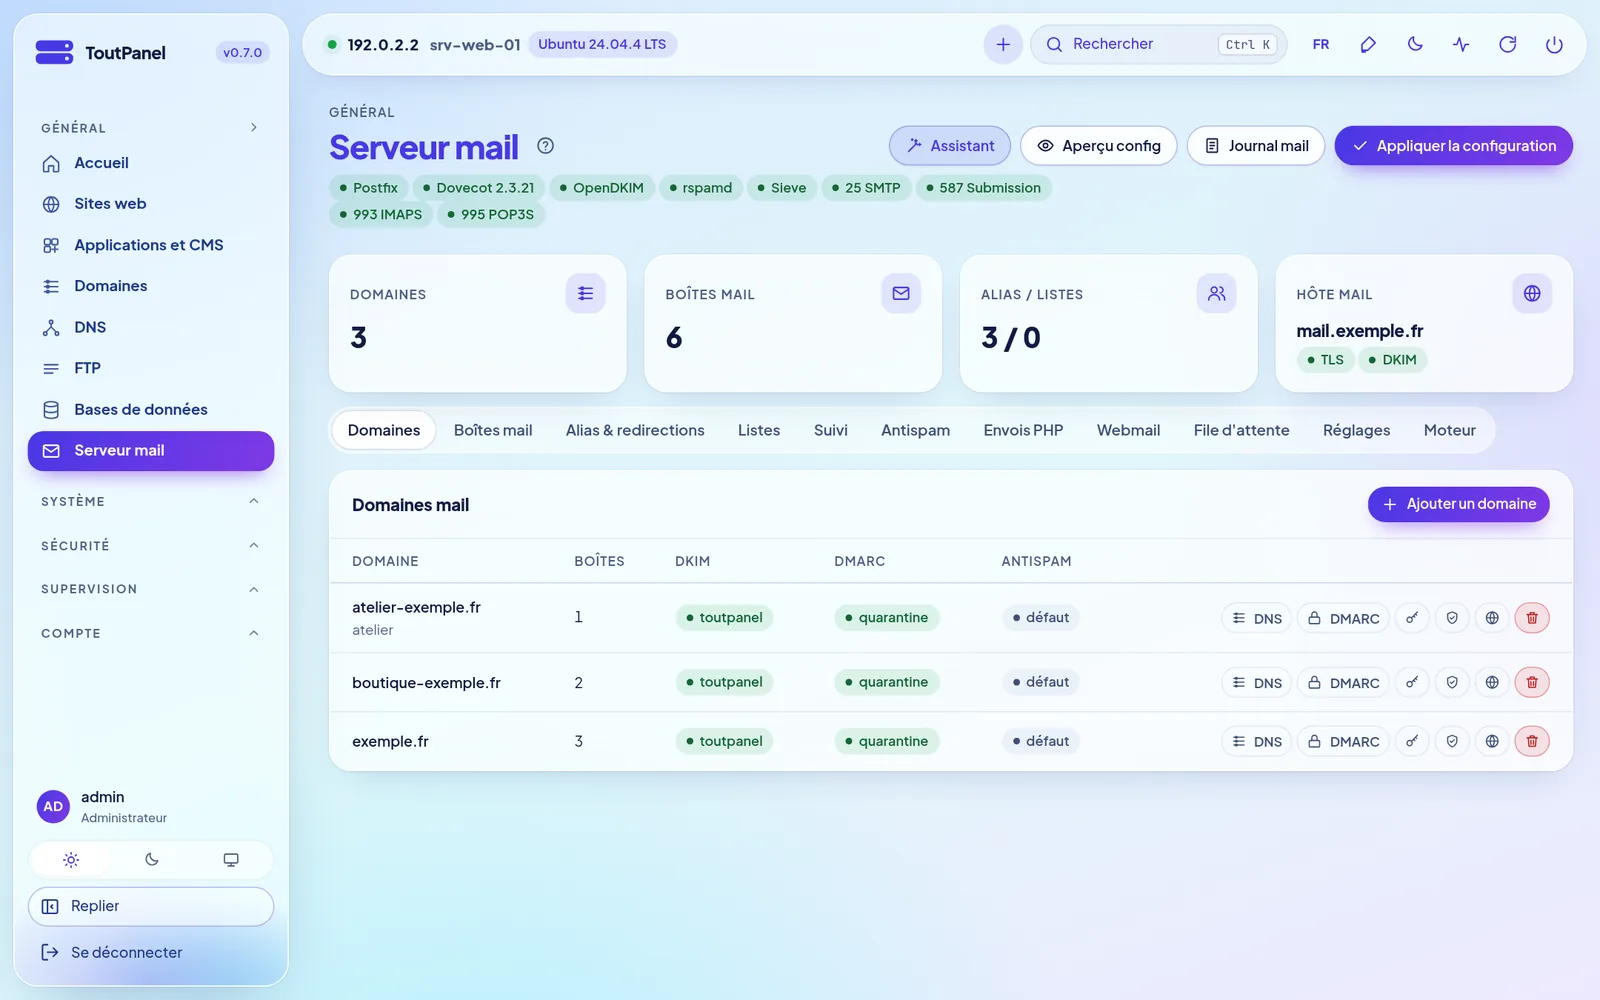 ToutPanel v0.7.0
GÉNÉRAL
Accueil
Sites web
Applications et CMS
Domaines
DNS
FTP
Bases de données
Serveur mail
SYSTÈME
SÉCURITÉ
SUPERVISION
COMPTE
AD admin
Administrateur
Replier
Se déconnecter
192.0.2.2 srv-web-01 Ubuntu 24.04.4 LTS
Rechercher Ctrl K FR
GÉNÉRAL
Serveur mail
Assistant Aperçu config Journal mail Appliquer la configuration
Postfix Dovecot 2.3.21 OpenDKIM rspamd Sieve 25 SMTP 587 Submission
993 IMAPS 995 POP3S
DOMAINES
3
BOÎTES MAIL
6
ALIAS / LISTES
3 / 0
HÔTE MAIL
mail.exemple.fr
TLS DKIM
Domaines Boîtes mail Alias & redirections Listes Suivi Antispam Envois PHP Webmail File d'attente Réglages Moteur
Domaines mail Ajouter un domaine
DOMAINE BOÎTES DKIM DMARC ANTISPAM
atelier-exemple.fr 1 toutpanel quarantine défaut DNS DMARC
atelier
boutique-exemple.fr 2 toutpanel quarantine défaut DNS DMARC
exemple.fr 3 toutpanel quarantine défaut DNS DMARC